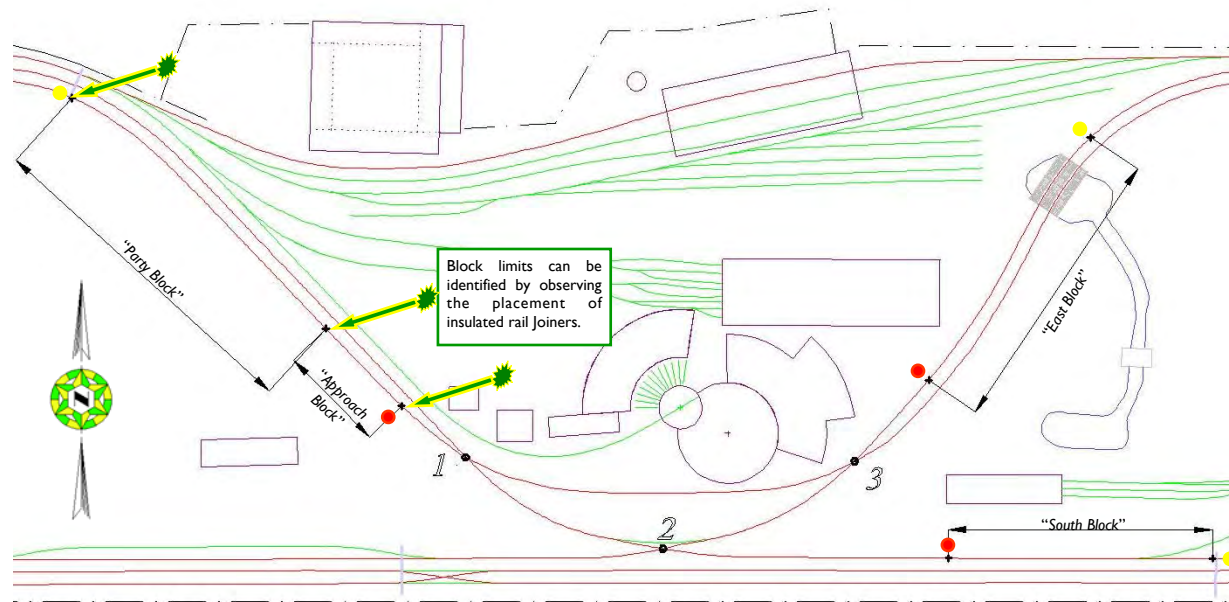 “Party Block”
Block limits can be
identified by observing
the placement of
insulated rail Joiners.
“East Block”
“Approach
Block”
N
1
3
2
“South Block”